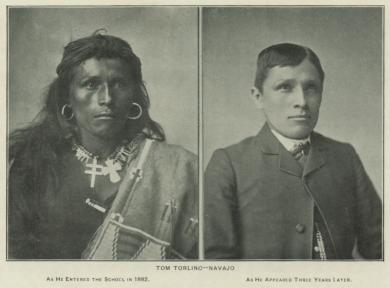 TOM TORLINO—NAVAJO
AS HE ENTERED THE SCHOOL IN 1882.
AS HE APPEARED THREE YEARS LATER.